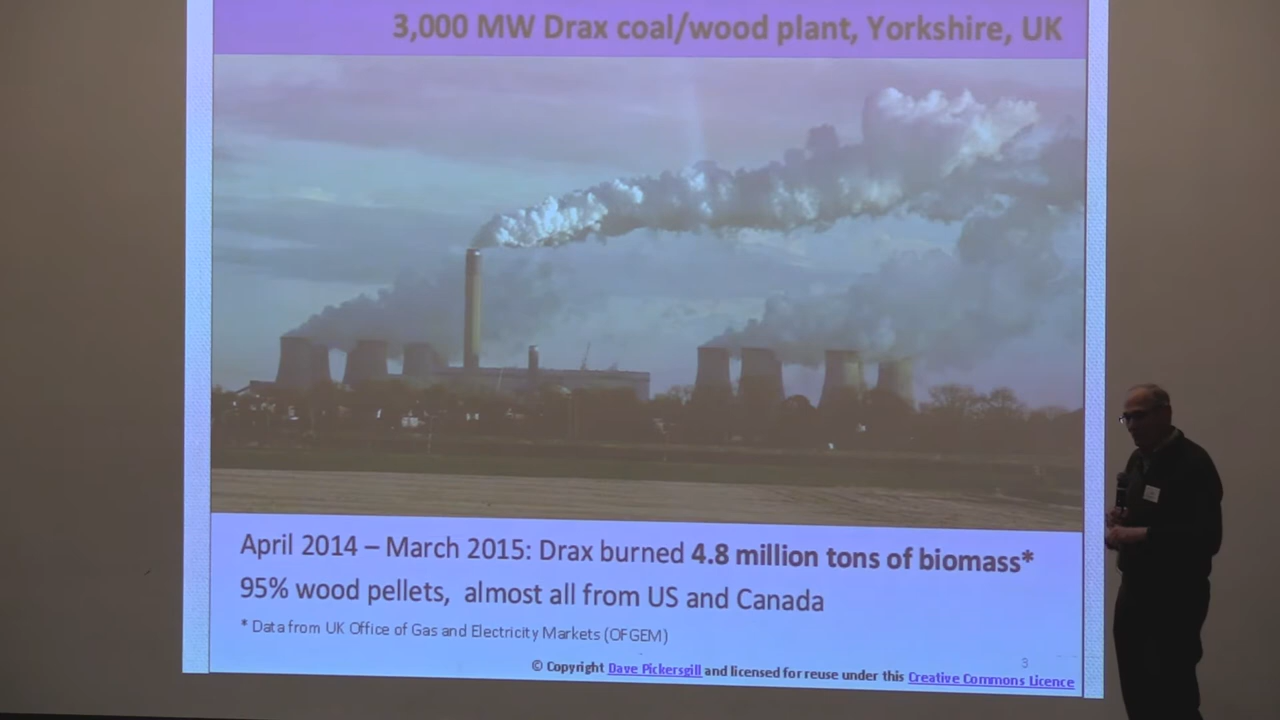 3,000 MW Drax coal/wood plant, Yorkshire, UK
April 2014 – March 2015: Drax burned 4.8 million tons of biomass*
95% wood pellets, almost all from US and Canada
* Data from UK Office of Gas and Electricity Markets (OFGEM)
3
© Copyright Dave Pickersgill and licensed for reuse under this Creative Commons Licence